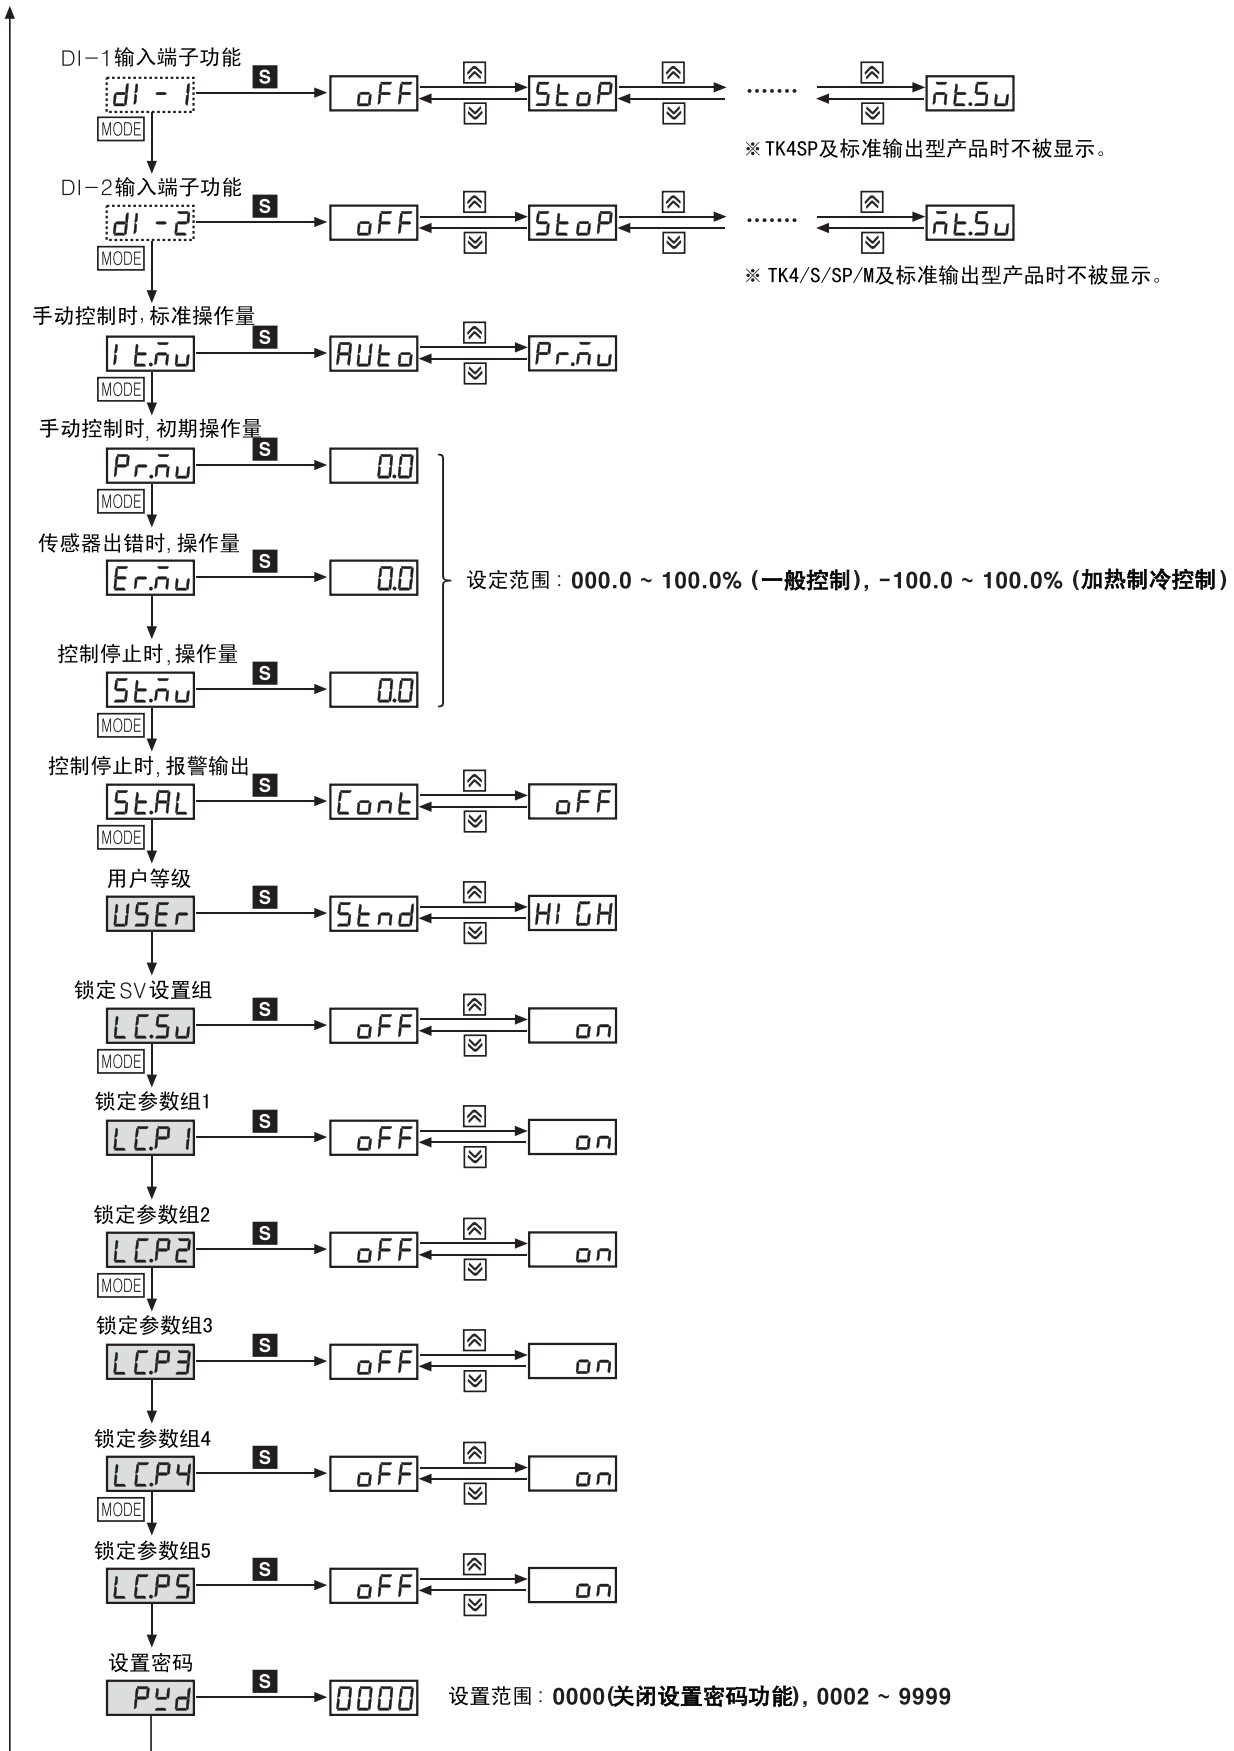 DI-1输入端子功能
dI - 1 S oFF StoP ······· n̄t.Su
MODE
※ TK4SP及标准输出型产品时不被显示。
DI-2输入端子功能
dI - 2 S oFF StoP ······· n̄t.Su
MODE
※ TK4/S/SP/M及标准输出型产品时不被显示。
手动控制时, 标准操作量
I t.n̄u S AUto Pr.n̄u
MODE
手动控制时, 初期操作量
Pr.n̄u S 0.0
MODE
传感器出错时, 操作量
Er.n̄u S 0.0
设定范围 : 000.0 ~ 100.0% (一般控制), -100.0 ~ 100.0% (加热制冷控制)
控制停止时, 操作量
St.n̄u S 0.0
MODE
控制停止时, 报警输出
St.AL S Cont oFF
MODE
用户等级
USEr S Stnd HI GH
锁定SV设置组
LC.Su S oFF on
MODE
锁定参数组1
LC.P1 S oFF on
锁定参数组2
LC.P2 S oFF on
MODE
锁定参数组3
LC.P3 S oFF on
锁定参数组4
LC.P4 S oFF on
MODE
锁定参数组5
LC.P5 S oFF on
设置密码
PWd S 0000 设置范围 : 0000(关闭设置密码功能), 0002 ~ 9999